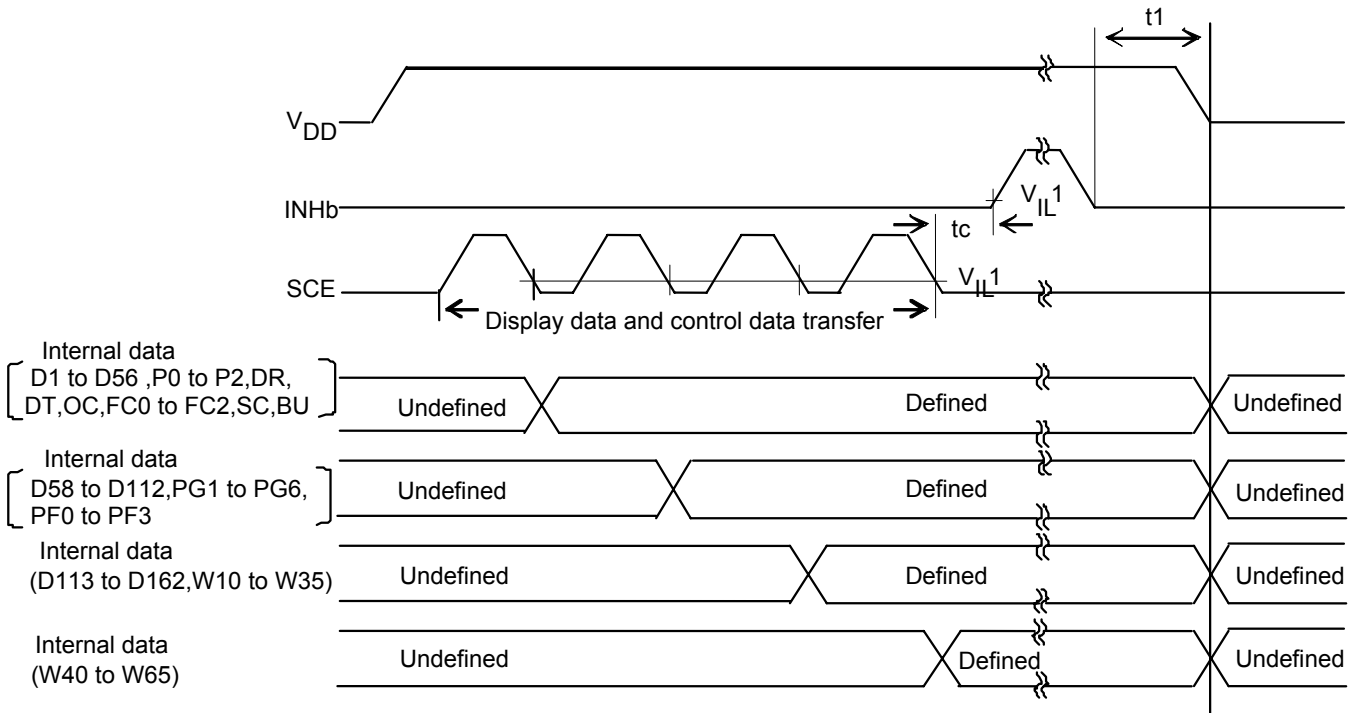 t1
VDD
INHb
VIL1
tc
SCE
VIL1
Display data and control data transfer
Internal data
D1 to D56 ,P0 to P2,DR,
DT,OC,FC0 to FC2,SC,BU
Undefined
Defined
Undefined
Internal data
D58 to D112,PG1 to PG6,
PF0 to PF3
Undefined
Defined
Undefined
Internal data
(D113 to D162,W10 to W35)
Undefined
Defined
Undefined
Internal data
(W40 to W65)
Undefined
Defined
Undefined